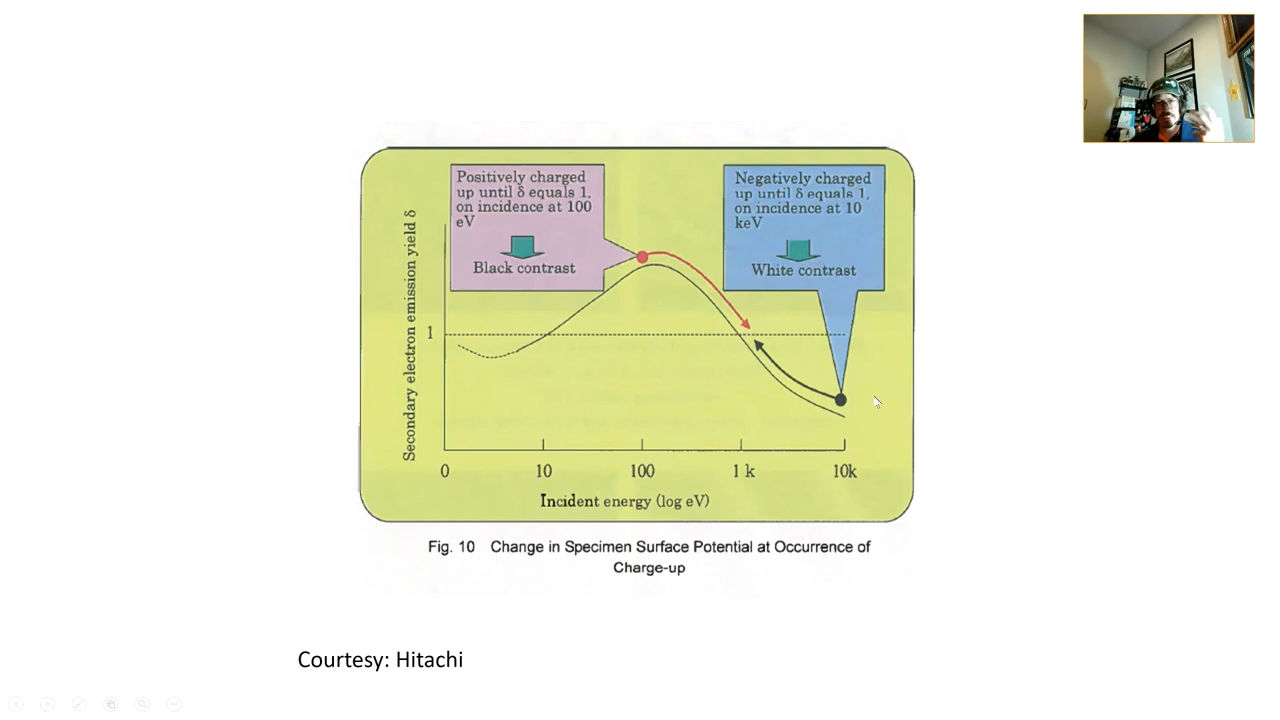 Positively charged
up until δ equals 1,
on incidence at 100
eV
Black contrast
Negatively charged
up until δ equals 1,
on incidence at 10
keV
White contrast
Secondary electron emission yield δ
1
0 10 100 1 k 10k
Incident energy (log eV)
Fig. 10 Change in Specimen Surface Potential at Occurrence of
Charge-up
Courtesy: Hitachi